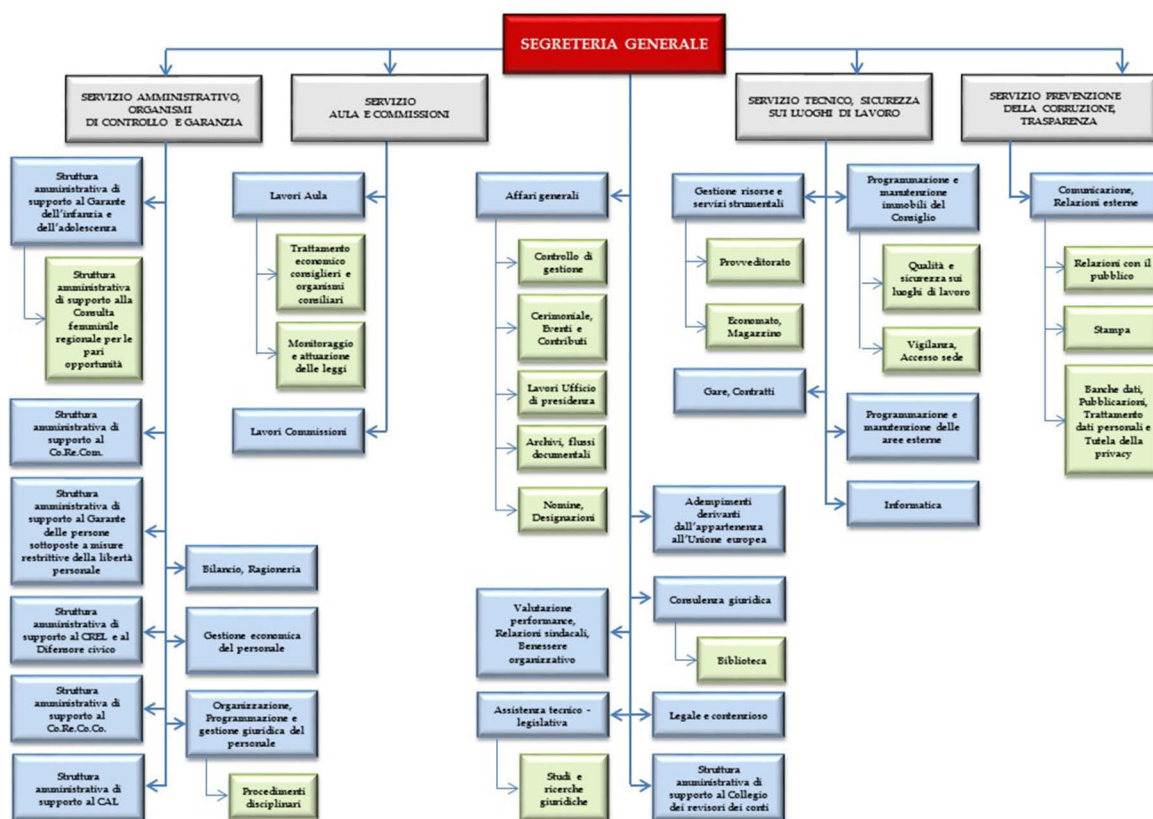 SEGRETERIA GENERALE
SERVIZIO AMMINISTRATIVO,
ORGANISMI
DI CONTROLLO E GARANZIA
SERVIZIO
AULA E COMMISSIONI
SERVIZIO TECNICO, SICUREZZA
SUI LUOGHI DI LAVORO
SERVIZIO PREVENZIONE
DELLA CORRUZIONE,
TRASPARENZA
Struttura
amministrativa di
supporto al Garante
dell'infanzia e
dell'adolescenza
Struttura
amministrativa
di supporto alla
Consulta
femminile
regionale per le
pari
opportunità
Struttura
amministrativa di
supporto al
Co.Re.Com.
Struttura
amministrativa di
supporto al Garante
delle persone
sottoposte a misure
restrittive della libertà
personale
Struttura
amministrativa di
supporto al CREL e al
Difensore civico
Struttura
amministrativa di
supporto al
Co.Re.Co.Co.
Struttura
amministrativa di
supporto al CAL
Bilancio, Ragioneria
Gestione economica
del personale
Organizzazione,
Programmazione e
gestione giuridica del
personale
Procedimenti
disciplinari
Lavori Aula
Trattamento
economico
consiglieri e
organismi
consiliari
Monitoraggio
e attuazione
delle leggi
Lavori Commissioni
Affari generali
Controllo di
gestione
Cerimoniale,
Eventi e
Contributi
Lavori Ufficio
di presidenza
Archivi, flussi
documentali
Nomine,
Designazioni
Adempimenti
derivanti
dall'appartenenza
all'Unione europea
Valutazione
performance,
Relazioni sindacali,
Benessere
organizzativo
Consulenza giuridica
Biblioteca
Assistenza tecnico -
legislativa
Studi e
ricerche
giuridiche
Legale e contenzioso
Struttura
amministrativa di
supporto al Collegio
dei revisori dei conti
Gestione risorse e
servizi strumentali
Provveditorato
Economato,
Magazzino
Gare, Contratti
Programmazione e
manutenzione
immobili del
Consiglio
Qualità e
sicurezza sui
luoghi di lavoro
Vigilanza,
Accesso sede
Programmazione e
manutenzione delle
aree esterne
Informatica
Comunicazione,
Relazioni esterne
Relazioni con il
pubblico
Stampa
Banche dati,
Pubblicazioni,
Trattamento
dati personali e
Tutela della
privacy